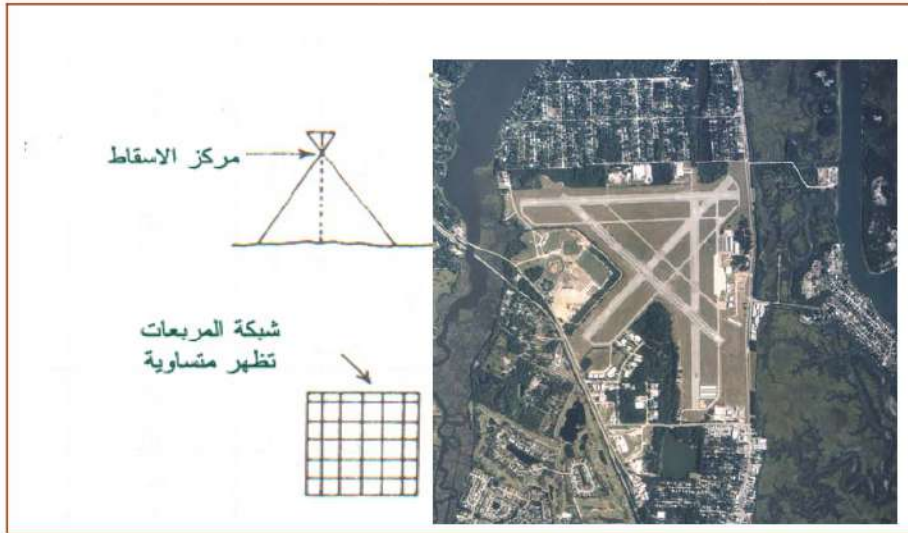 مركز الاسقاط
شبكة المربعات
تظهر متساوية